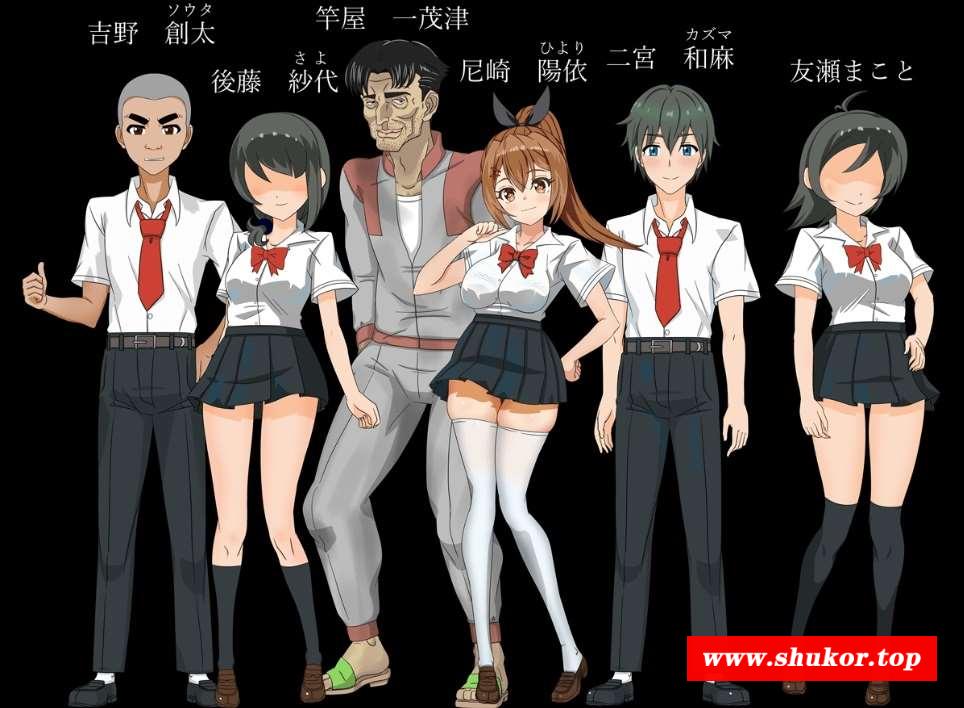 ソウタ
吉野 創太
さよ
後藤 紗代
竿屋 一茂津
ひより
尼崎 陽依
カズマ
二宮 和麻
友瀬まこと
www.shukor.top